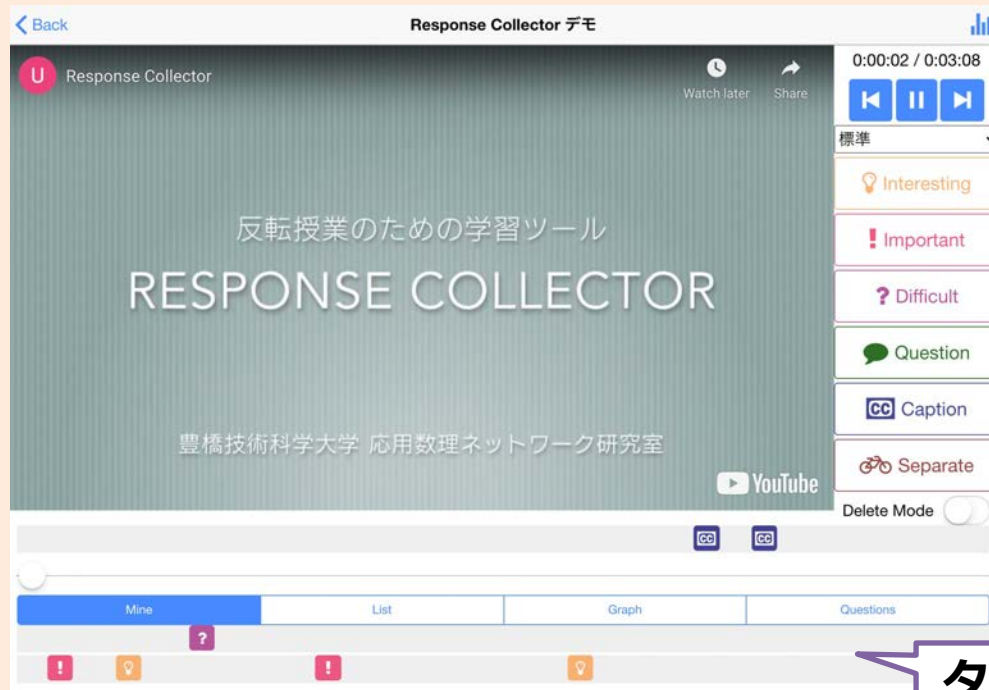 Back
Response Collector デモ
U
Response Collector
Watch later
Share
0:00:02 / 0:03:08
標準
Interesting
! Important
? Difficult
Question
CC Caption
Separate
Delete Mode
反転授業のための学習ツール
RESPONSE COLLECTOR
豊橋技術科学大学 応用数理ネットワーク研究室
YouTube
CC
CC
Mine
List
Graph
Questions
?
!
!
タ